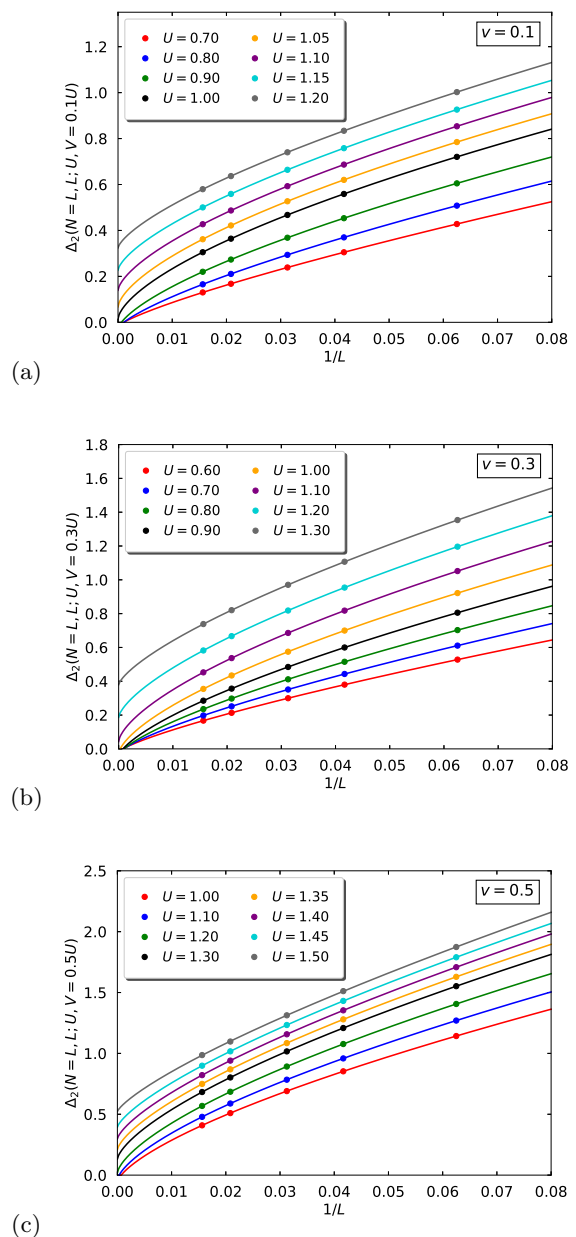 v = 0.1
U = 0.70 U = 1.05
U = 0.80 U = 1.10
U = 0.90 U = 1.15
U = 1.00 U = 1.20
Δ₂(N = L, L; U, V = 0.1U)
1.2
1.0
0.8
0.6
0.4
0.2
0.0
0.00 0.01 0.02 0.03 0.04 0.05 0.06 0.07 0.08
1/L
(a)
v = 0.3
U = 0.60 U = 1.00
U = 0.70 U = 1.10
U = 0.80 U = 1.20
U = 0.90 U = 1.30
Δ₂(N = L, L; U, V = 0.3U)
1.8
1.6
1.4
1.2
1.0
0.8
0.6
0.4
0.2
0.0
0.00 0.01 0.02 0.03 0.04 0.05 0.06 0.07 0.08
1/L
(b)
v = 0.5
U = 1.00 U = 1.35
U = 1.10 U = 1.40
U = 1.20 U = 1.45
U = 1.30 U = 1.50
Δ₂(N = L, L; U, V = 0.5U)
2.5
2.0
1.5
1.0
0.5
0.0
0.00 0.01 0.02 0.03 0.04 0.05 0.06 0.07 0.08
1/L
(c)